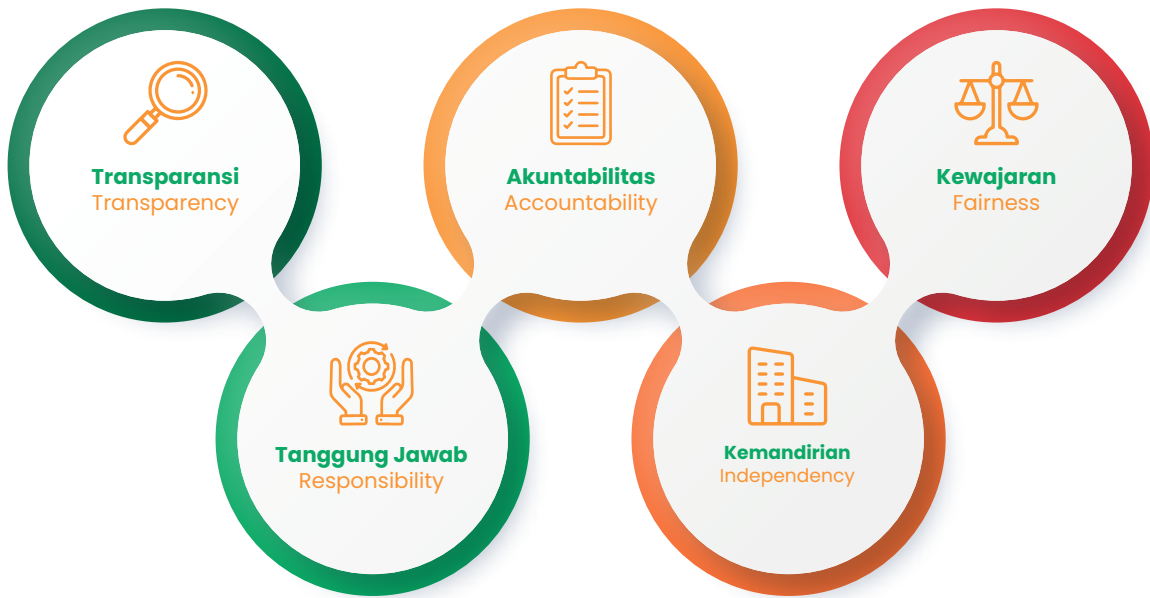 Transparansi
Transparency
Akuntabilitas
Accountability
Kewajaran
Fairness
Tanggung Jawab
Responsibility
Kemandirian
Independency